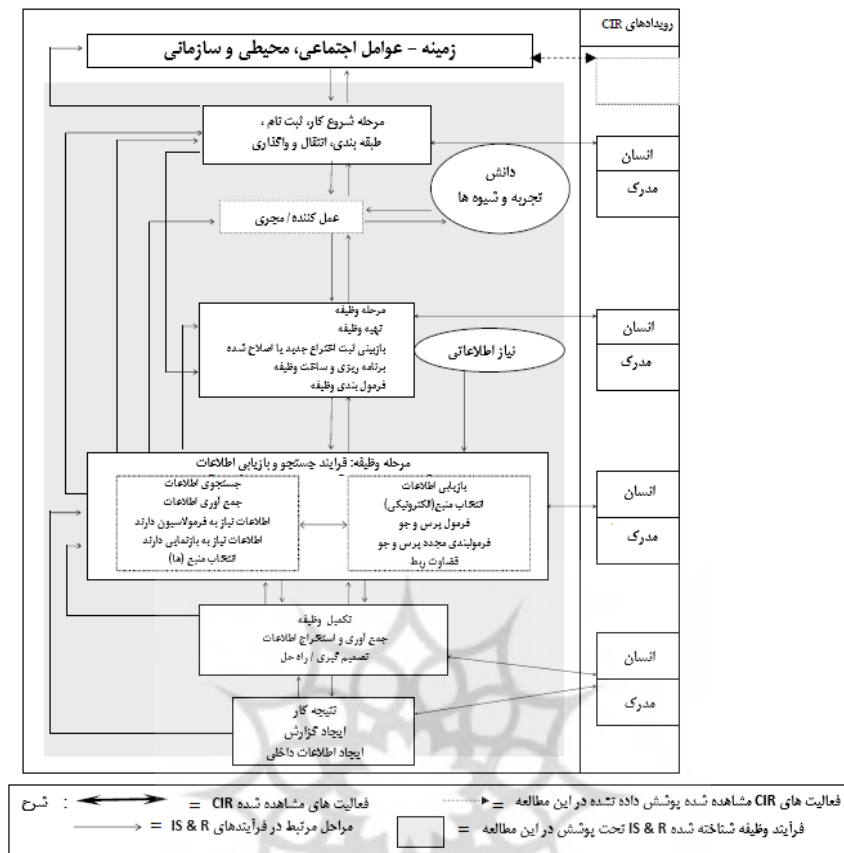 رویدادهای CIR
زمینه - عوامل اجتماعی، محیطی و سازمانی
مرحله شروع کار، ثبت نام ،
طبقه بندی، انتقال و واگذاری
انسان
مدرک
دانش
تجربه و شیوه ها
عمل کننده/ مجری
مرحله وظیفه
تهیه وظیفه
بازبینی ثبت اختراع جدید یا اصلاح شده
برنامه ریزی و ساخت وظیفه
فرمول بندی وظیفه
نیاز اطلاعاتی
انسان
مدرک
مرحله وظیفه: فرایند جستجو و بازیابی اطلاعات
بازیابی اطلاعات
انتخاب منبع(الکترونیکی)
فرمول پرس و جو
فرمولبندی مجدد پرس و جو
قضاوت ربط
جستجوی اطلاعات
جمع آوری اطلاعات
اطلاعات نیاز به فرمولاسیون دارند
اطلاعات نیاز به بازنمایی دارند
انتخاب منبع (ها)
انسان
مدرک
تکمیل وظیفه
جمع آوری و استخراج اطلاعات
تصمیم گیری / راه حل
انسان
مدرک
نتیجه کار
ایجاد گزارش
ایجاد اطلاعات داخلی
شرح :
= فعالیت های مشاهده شده CIR
= فعالیت های CIR مشاهده شده پوشش داده نشده در این مطالعه
= مراحل مرتبط در فرآیندهای IS & R
= فرآیند وظیفه شناخته شده IS & R تحت پوشش در این مطالعه